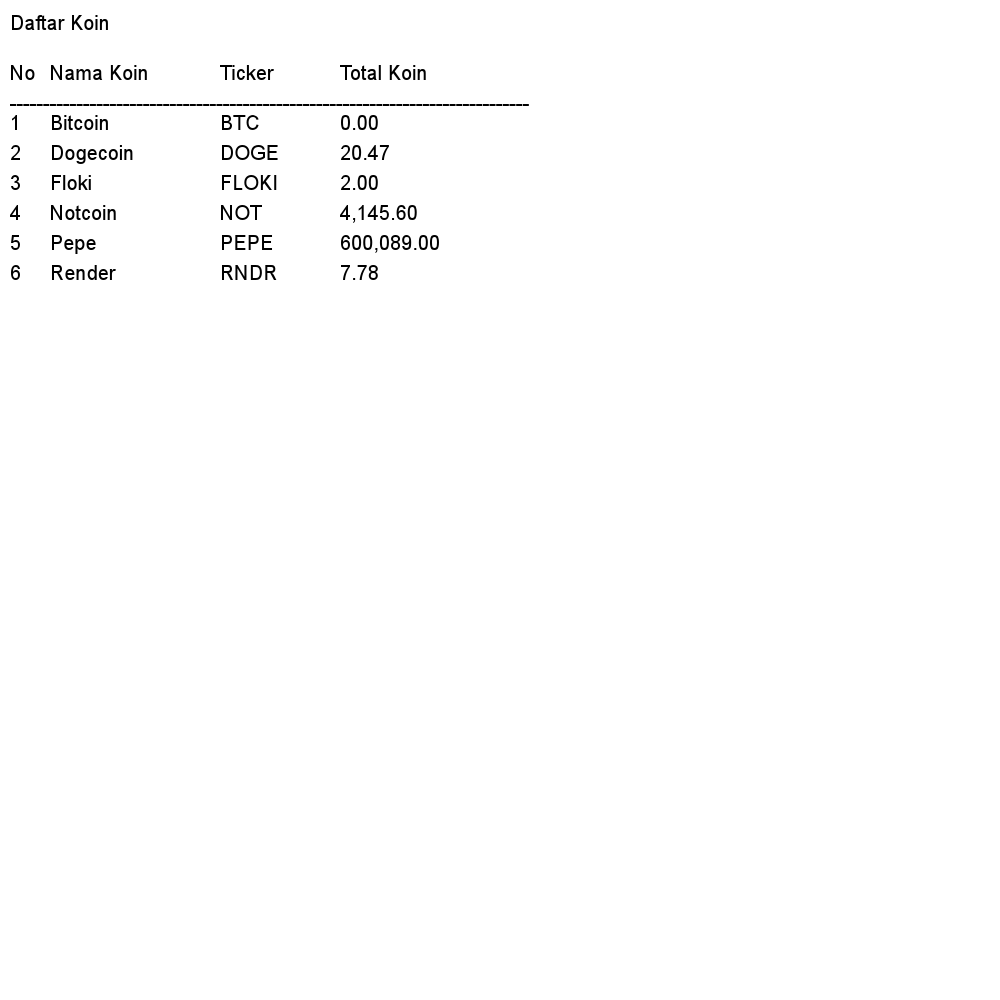 Daftar Koin
No Nama Koin Ticker Total Koin
1 Bitcoin BTC 0.00
2 Dogecoin DOGE 20.47
3 Floki FLOKI 2.00
4 Notcoin NOT 4,145.60
5 Pepe PEPE 600,089.00
6 Render RNDR 7.78